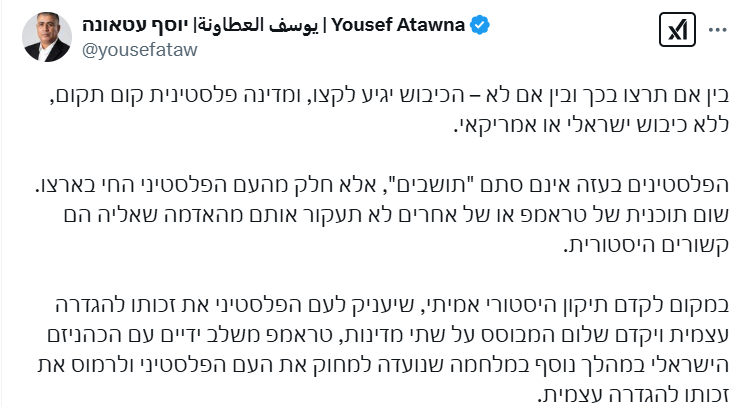 יוסף עטאונה |يوسف العطاونة | Yousef Atawna
@yousefataw
בין אם תרצו בכך ובין אם לא – הכיבוש יגיע לקצו, ומדינה פלסטינית קום תקום,
ללא כיבוש ישראלי או אמריקאי.
הפלסטינים בעזה אינם סתם "תושבים", אלא חלק מהעם הפלסטיני החי בארצו.
שום תוכנית של טראמפ או של אחרים לא תעקור אותם מהאדמה שאליה הם
קשורים היסטורית.
במקום לקדם תיקון היסטורי אמיתי, שיעניק לעם הפלסטיני את זכותו להגדרה
עצמית ויקדם שלום המבוסס על שתי מדינות, טראמפ משלב ידיים עם הכהניזם
הישראלי במהלך נוסף במלחמה שנועדה למחוק את העם הפלסטיני ולרמוס את
זכותו להגדרה עצמית.